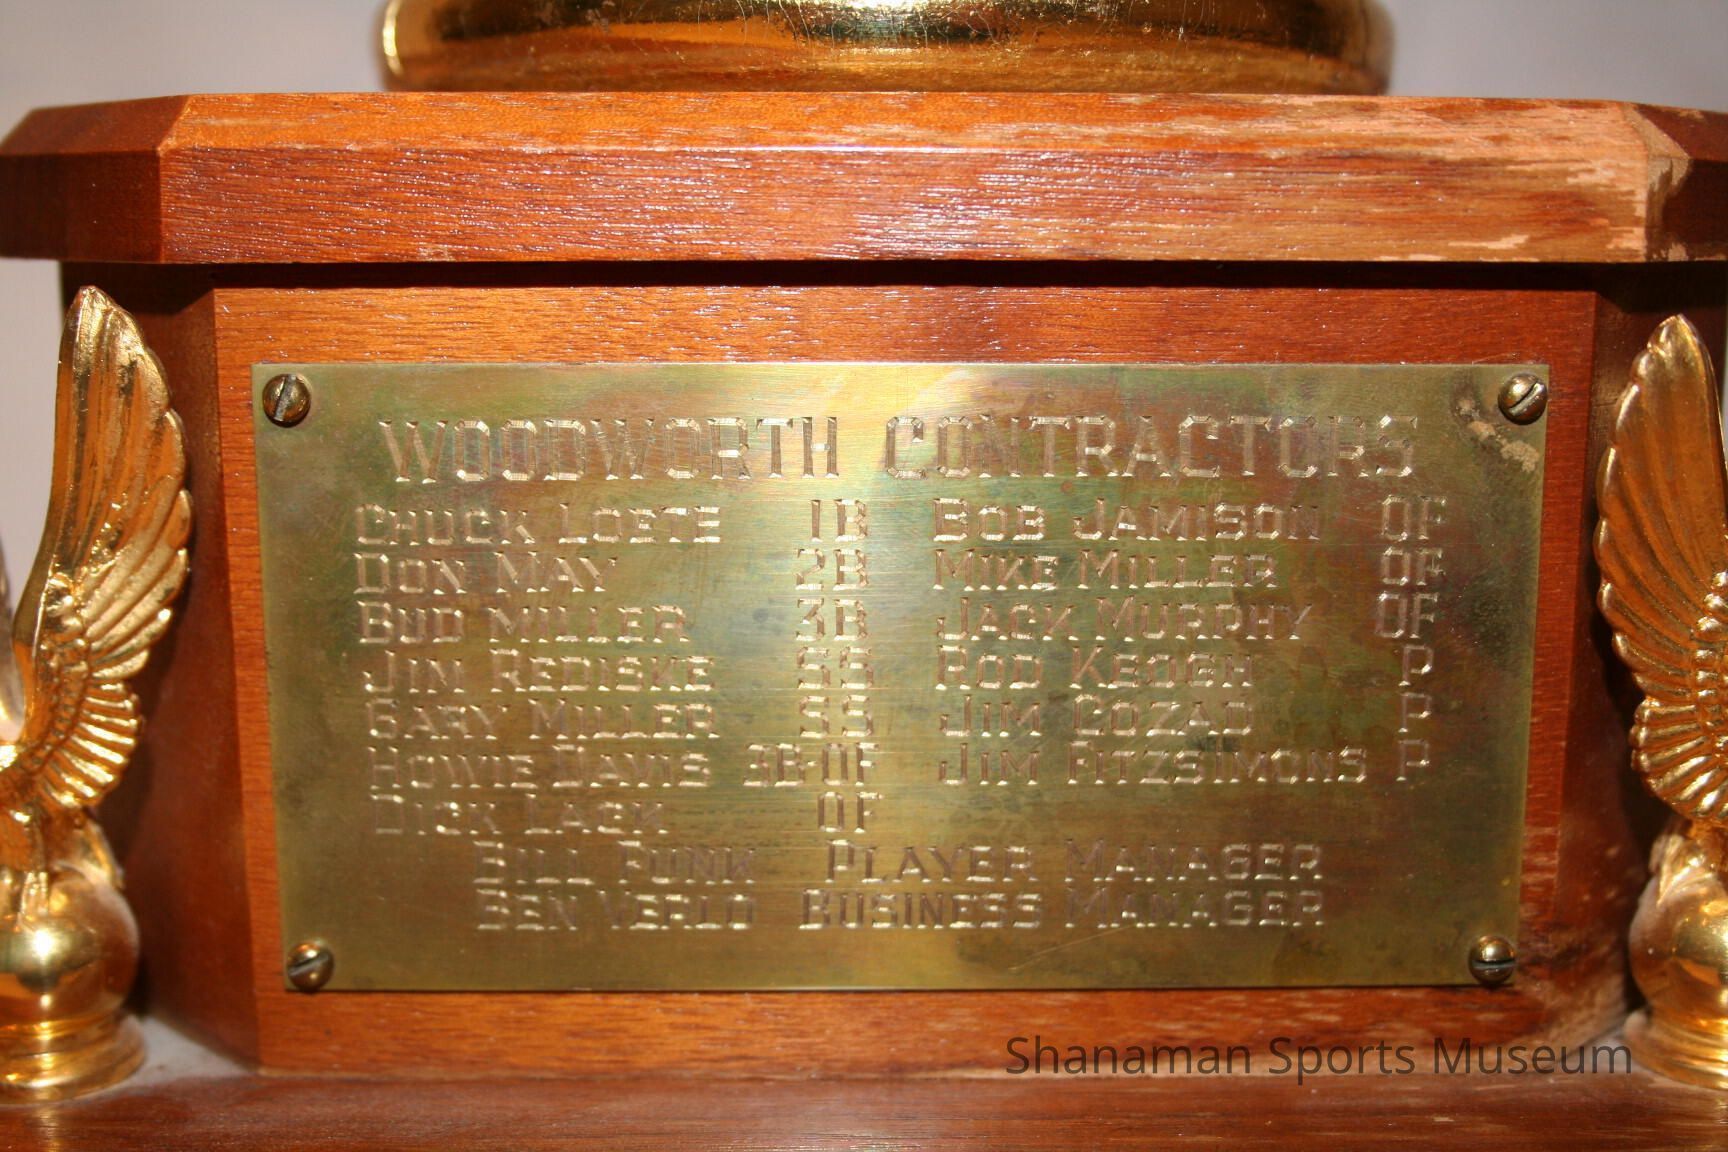 WOODWORTH CONTRACTORS
CHUCK LOETE 1B BOB JAMISON OF
DON MAY 2B MIKE MILLER OF
BUD MILLER 3B JACK MURPHY OF
JIM REDISKE SS ROD KEOGH P
GARY MILLER SS JIM GOZAD P
HOWIE DAVIS 3B-OF JIM FITZSIMONS P
DICK LACK OF
BILL FUNK PLAYER MANAGER
BEN VERLO BUSINESS MANAGER
Shanaman Sports Museum